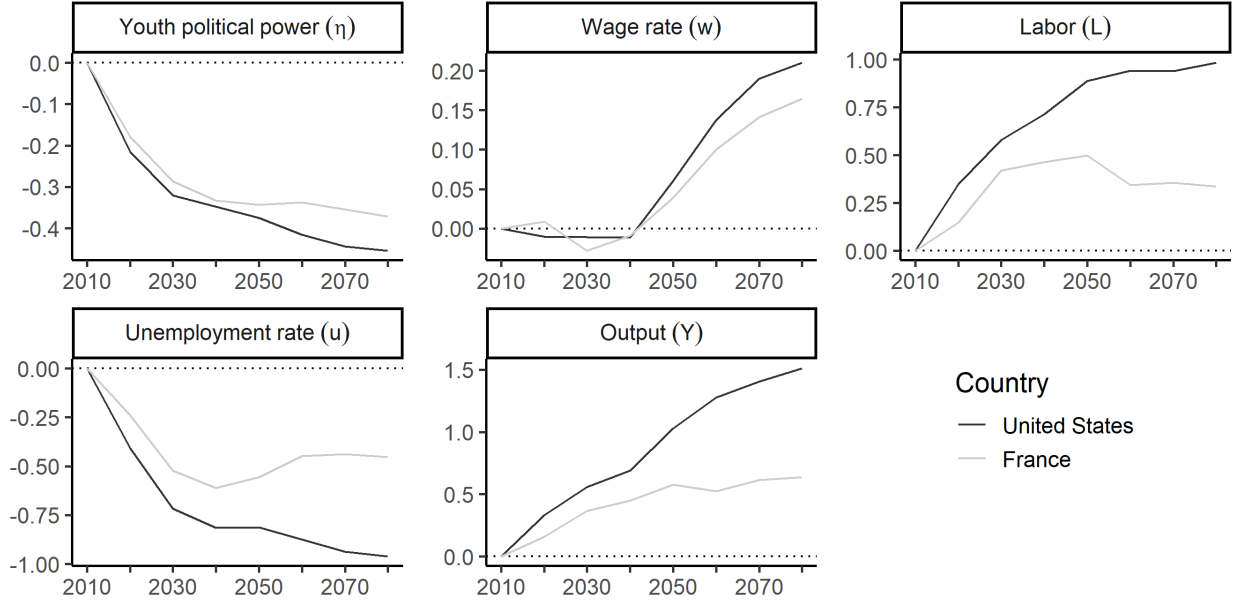 Youth political power (η)
0.0
-0.1
-0.2
-0.3
-0.4
2010 2030 2050 2070
Wage rate (w)
0.20
0.15
0.10
0.05
0.00
2010 2030 2050 2070
Labor (L)
1.00
0.75
0.50
0.25
0.00
2010 2030 2050 2070
Unemployment rate (u)
0.00
-0.25
-0.50
-0.75
-1.00
2010 2030 2050 2070
Output (Y)
1.5
1.0
0.5
0.0
2010 2030 2050 2070
Country
United States
France